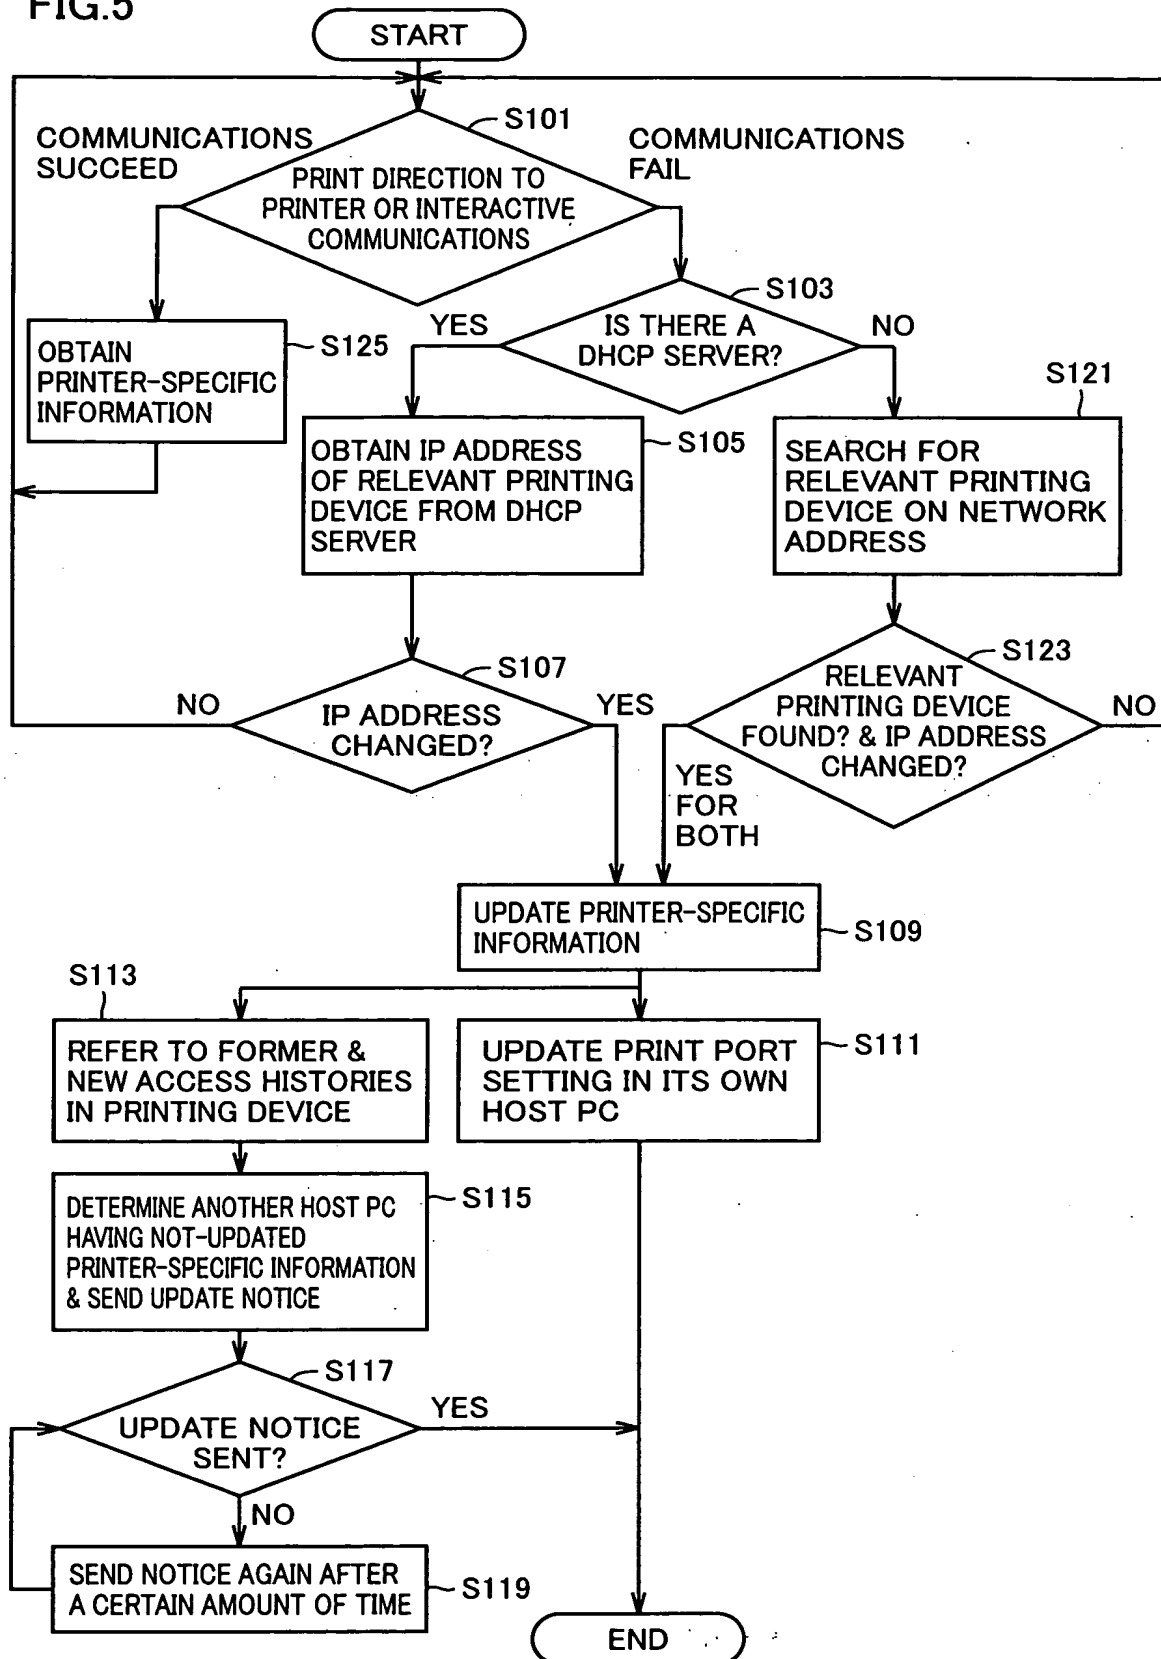 FIG.5
START
S101
COMMUNICATIONS
SUCCEED
COMMUNICATIONS
FAIL
PRINT DIRECTION TO
PRINTER OR INTERACTIVE
COMMUNICATIONS
S103
YES
IS THERE A
DHCP SERVER?
NO
S125
OBTAIN
PRINTER-SPECIFIC
INFORMATION
S121
S105
OBTAIN IP ADDRESS
OF RELEVANT PRINTING
DEVICE FROM DHCP
SERVER
SEARCH FOR
RELEVANT PRINTING
DEVICE ON NETWORK
ADDRESS
S107
NO
IP ADDRESS
CHANGED?
YES
S123
RELEVANT
PRINTING DEVICE
FOUND? & IP ADDRESS
CHANGED?
NO
YES
FOR
BOTH
UPDATE PRINTER-SPECIFIC
INFORMATION
S109
S113
REFER TO FORMER &
NEW ACCESS HISTORIES
IN PRINTING DEVICE
UPDATE PRINT PORT
SETTING IN ITS OWN
HOST PC
S111
DETERMINE ANOTHER HOST PC
HAVING NOT-UPDATED
PRINTER-SPECIFIC INFORMATION
& SEND UPDATE NOTICE
S115
S117
UPDATE NOTICE
SENT?
YES
NO
SEND NOTICE AGAIN AFTER
A CERTAIN AMOUNT OF TIME
S119
END